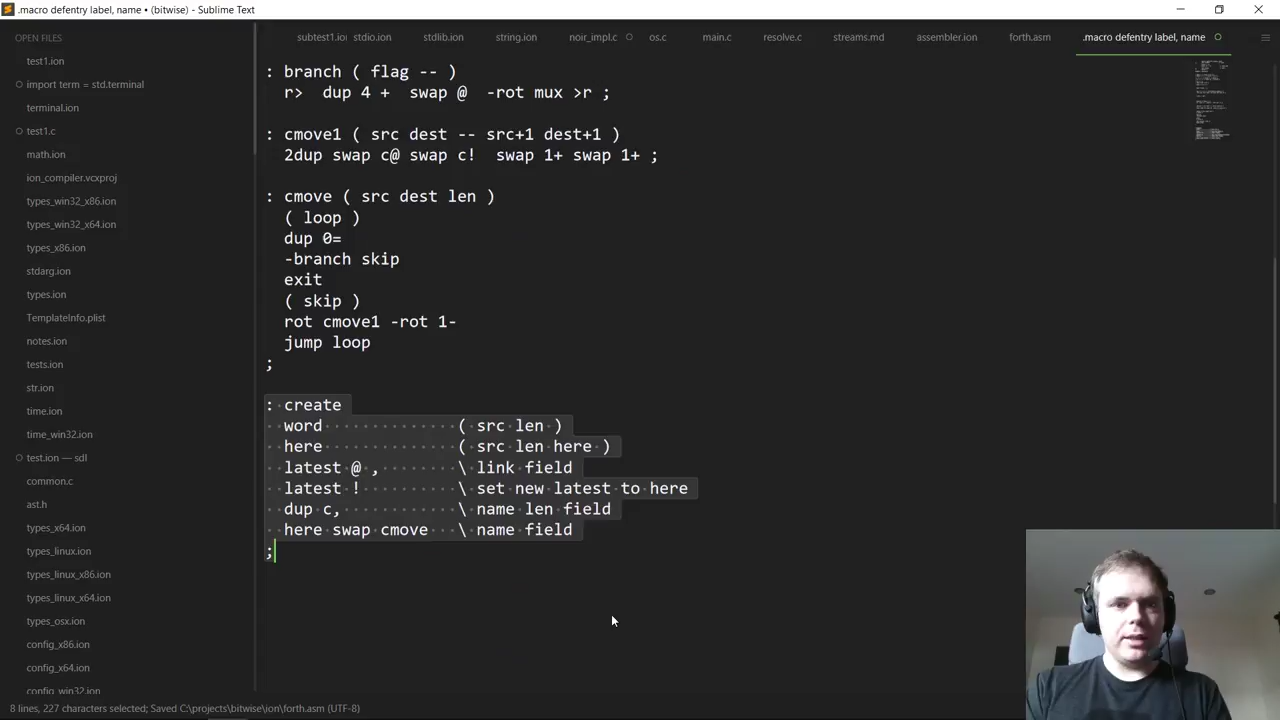 .macro defentry label, name • (bitwise) - Sublime Text
OPEN FILES
test1.ion
import term = std.terminal
terminal.ion
test1.c
math.ion
ion_compiler.vcxproj
types_win32_x86.ion
types_win32_x64.ion
types_x86.ion
stdarg.ion
types.ion
TemplateInfo.plist
notes.ion
tests.ion
str.ion
time.ion
time_win32.ion
test.ion — sdl
common.c
ast.h
types_x64.ion
types_linux.ion
types_linux_x86.ion
types_linux_x64.ion
types_osx.ion
config_x86.ion
config_x64.ion
config_win32.ion
subtest1.io stdio.ion stdlib.ion string.ion noir_impl.c os.c main.c resolve.c streams.md assembler.ion forth.asm .macro defentry label, name
: branch ( flag -- )
r> dup 4 + swap @ -rot mux >r ;
: cmove1 ( src dest -- src+1 dest+1 )
2dup swap c@ swap c! swap 1+ swap 1+ ;
: cmove ( src dest len )
( loop )
dup 0=
-branch skip
exit
( skip )
rot cmove1 -rot 1-
jump loop
;
: create
word ( src len )
here ( src len here )
latest @ , \ link field
latest ! \ set new latest to here
dup c, \ name len field
here swap cmove \ name field
;
8 lines, 227 characters selected; Saved C:\projects\bitwise\ion\forth.asm (UTF-8)